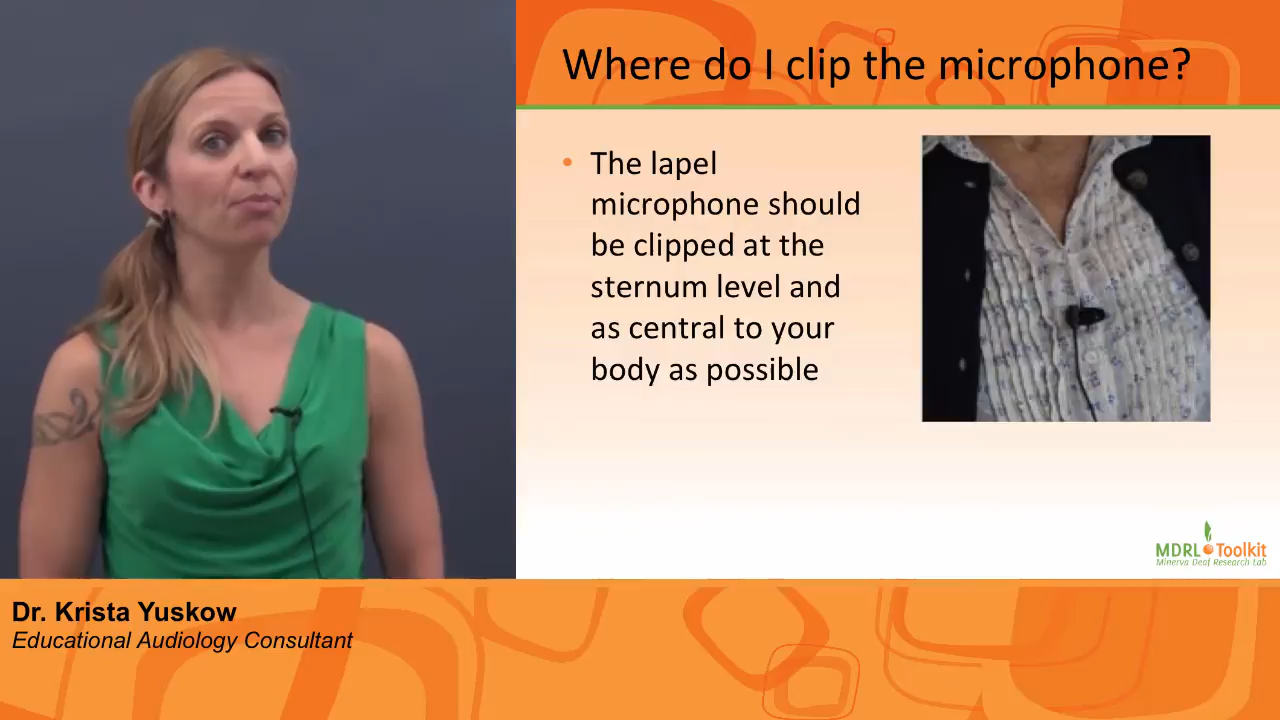 Where do I clip the microphone?
• The lapel
microphone should
be clipped at the
sternum level and
as central to your
body as possible
MDRL Toolkit
Minerva Deaf Research Lab
Dr. Krista Yuskow
Educational Audiology Consultant